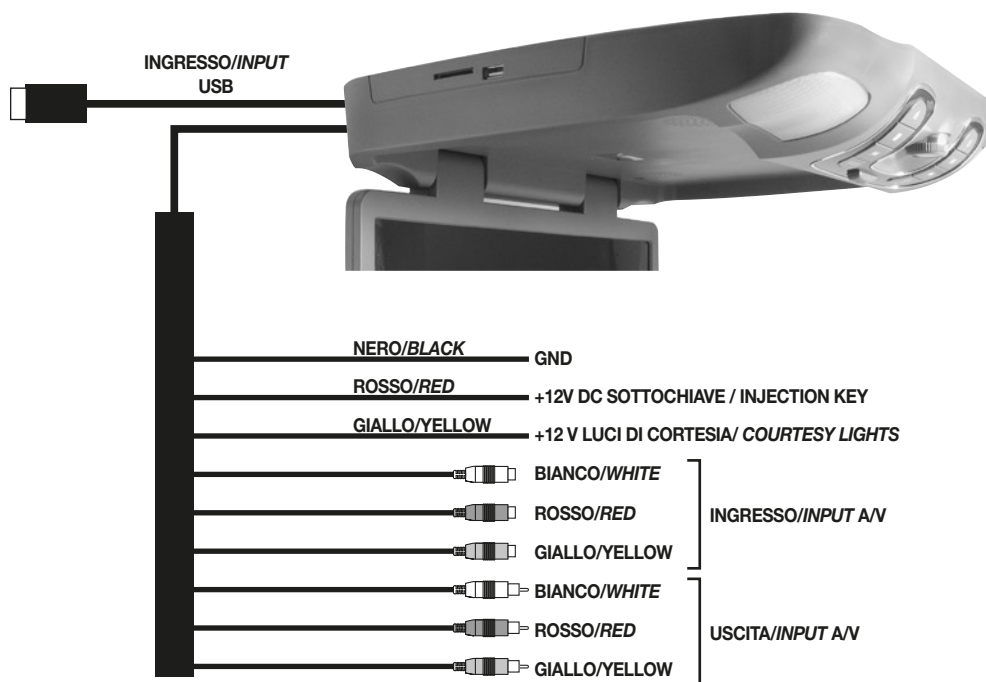 INGRESSO/INPUT
USB
NERO/BLACK
GND
ROSSO/RED
+12V DC SOTTOCHIAVE / INJECTION KEY
GIALLO/YELLOW
+12 V LUCI DI CORTESIA/ COURTESY LIGHTS
BIANCO/WHITE
ROSSO/RED
INGRESSO/INPUT A/V
GIALLO/YELLOW
BIANCO/WHITE
ROSSO/RED
USCITA/INPUT A/V
GIALLO/YELLOW